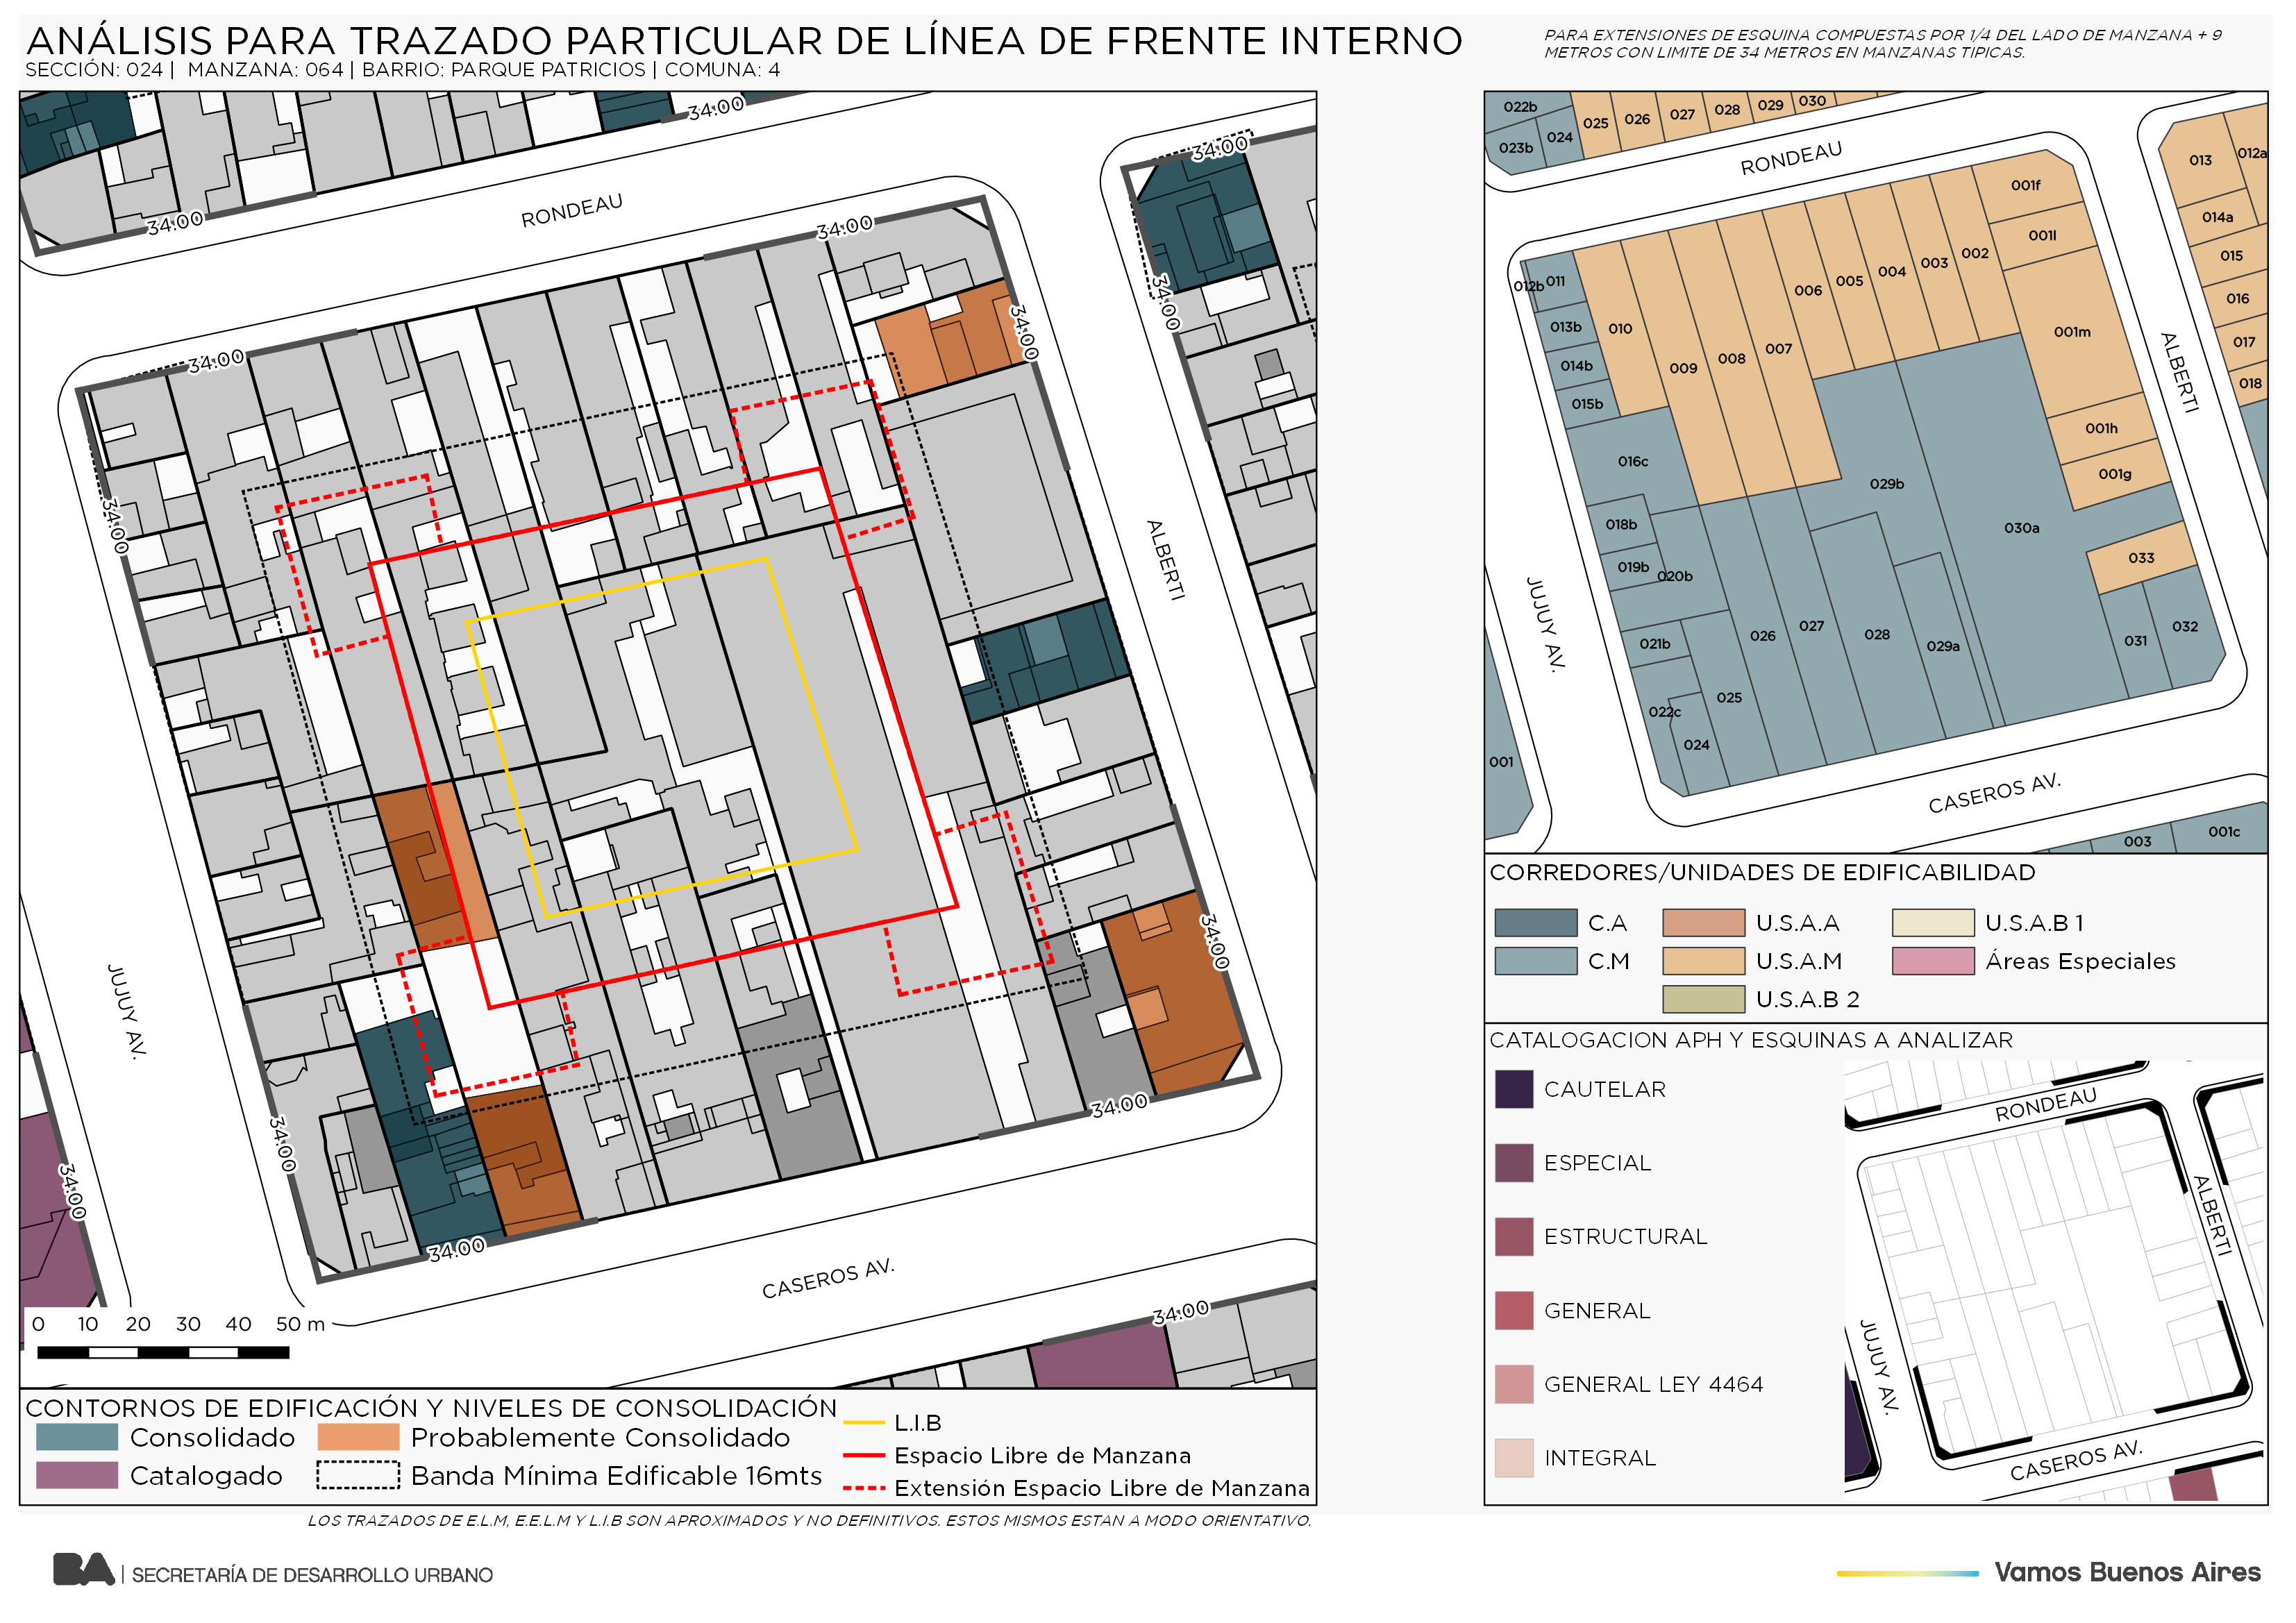 ANÁLISIS PARA TRAZADO PARTICULAR DE LÍNEA DE FRENTE INTERNO
SECCIÓN: 024 | MANZANA: 064 | BARRIO: PARQUE PATRICIOS | COMUNA: 4
PARA EXTENSIONES DE ESQUINA COMPUESTAS POR 1/4 DEL LADO DE MANZANA + 9
METROS CON LIMITE DE 34 METROS EN MANZANAS TIPICAS.
34.00
34.00
34.00
RONDEAU
34.00
34.00
34.00
34.00
34.00
ALBERTI
JUJUY AV.
34.00
34.00
34.00
34.00
34.00
CASEROS AV.
34.00
0 10 20 30 40 50 m
CONTORNOS DE EDIFICACIÓN Y NIVELES DE CONSOLIDACIÓN
Consolidado
Probablemente Consolidado
Catalogado
Banda Mínima Edificable 16mts
L.I.B
Espacio Libre de Manzana
Extensión Espacio Libre de Manzana
LOS TRAZADOS DE E.L.M, E.E.L.M Y L.I.B SON APROXIMADOS Y NO DEFINITIVOS. ESTOS MISMOS ESTAN A MODO ORIENTATIVO.
022b
023b
024
025
026
027
028
029
030
RONDEAU
013
012a
014a
015
016
017
018
001f
001l
001m
001h
001g
002
003
004
005
006
007
008
009
010
011
012b
013b
014b
015b
016c
018b
019b
020b
021b
022c
024
025
026
027
028
029a
029b
030a
033
031
032
ALBERTI
JUJUY AV.
001
CASEROS AV.
003
001c
CORREDORES/UNIDADES DE EDIFICABILIDAD
C.A
U.S.A.A
U.S.A.B 1
C.M
U.S.A.M
Áreas Especiales
U.S.A.B 2
CATALOGACION APH Y ESQUINAS A ANALIZAR
CAUTELAR
ESPECIAL
ESTRUCTURAL
GENERAL
GENERAL LEY 4464
INTEGRAL
RONDEAU
ALBERTI
JUJUY AV.
CASEROS AV.
BA | SECRETARÍA DE DESARROLLO URBANO
Vamos Buenos Aires